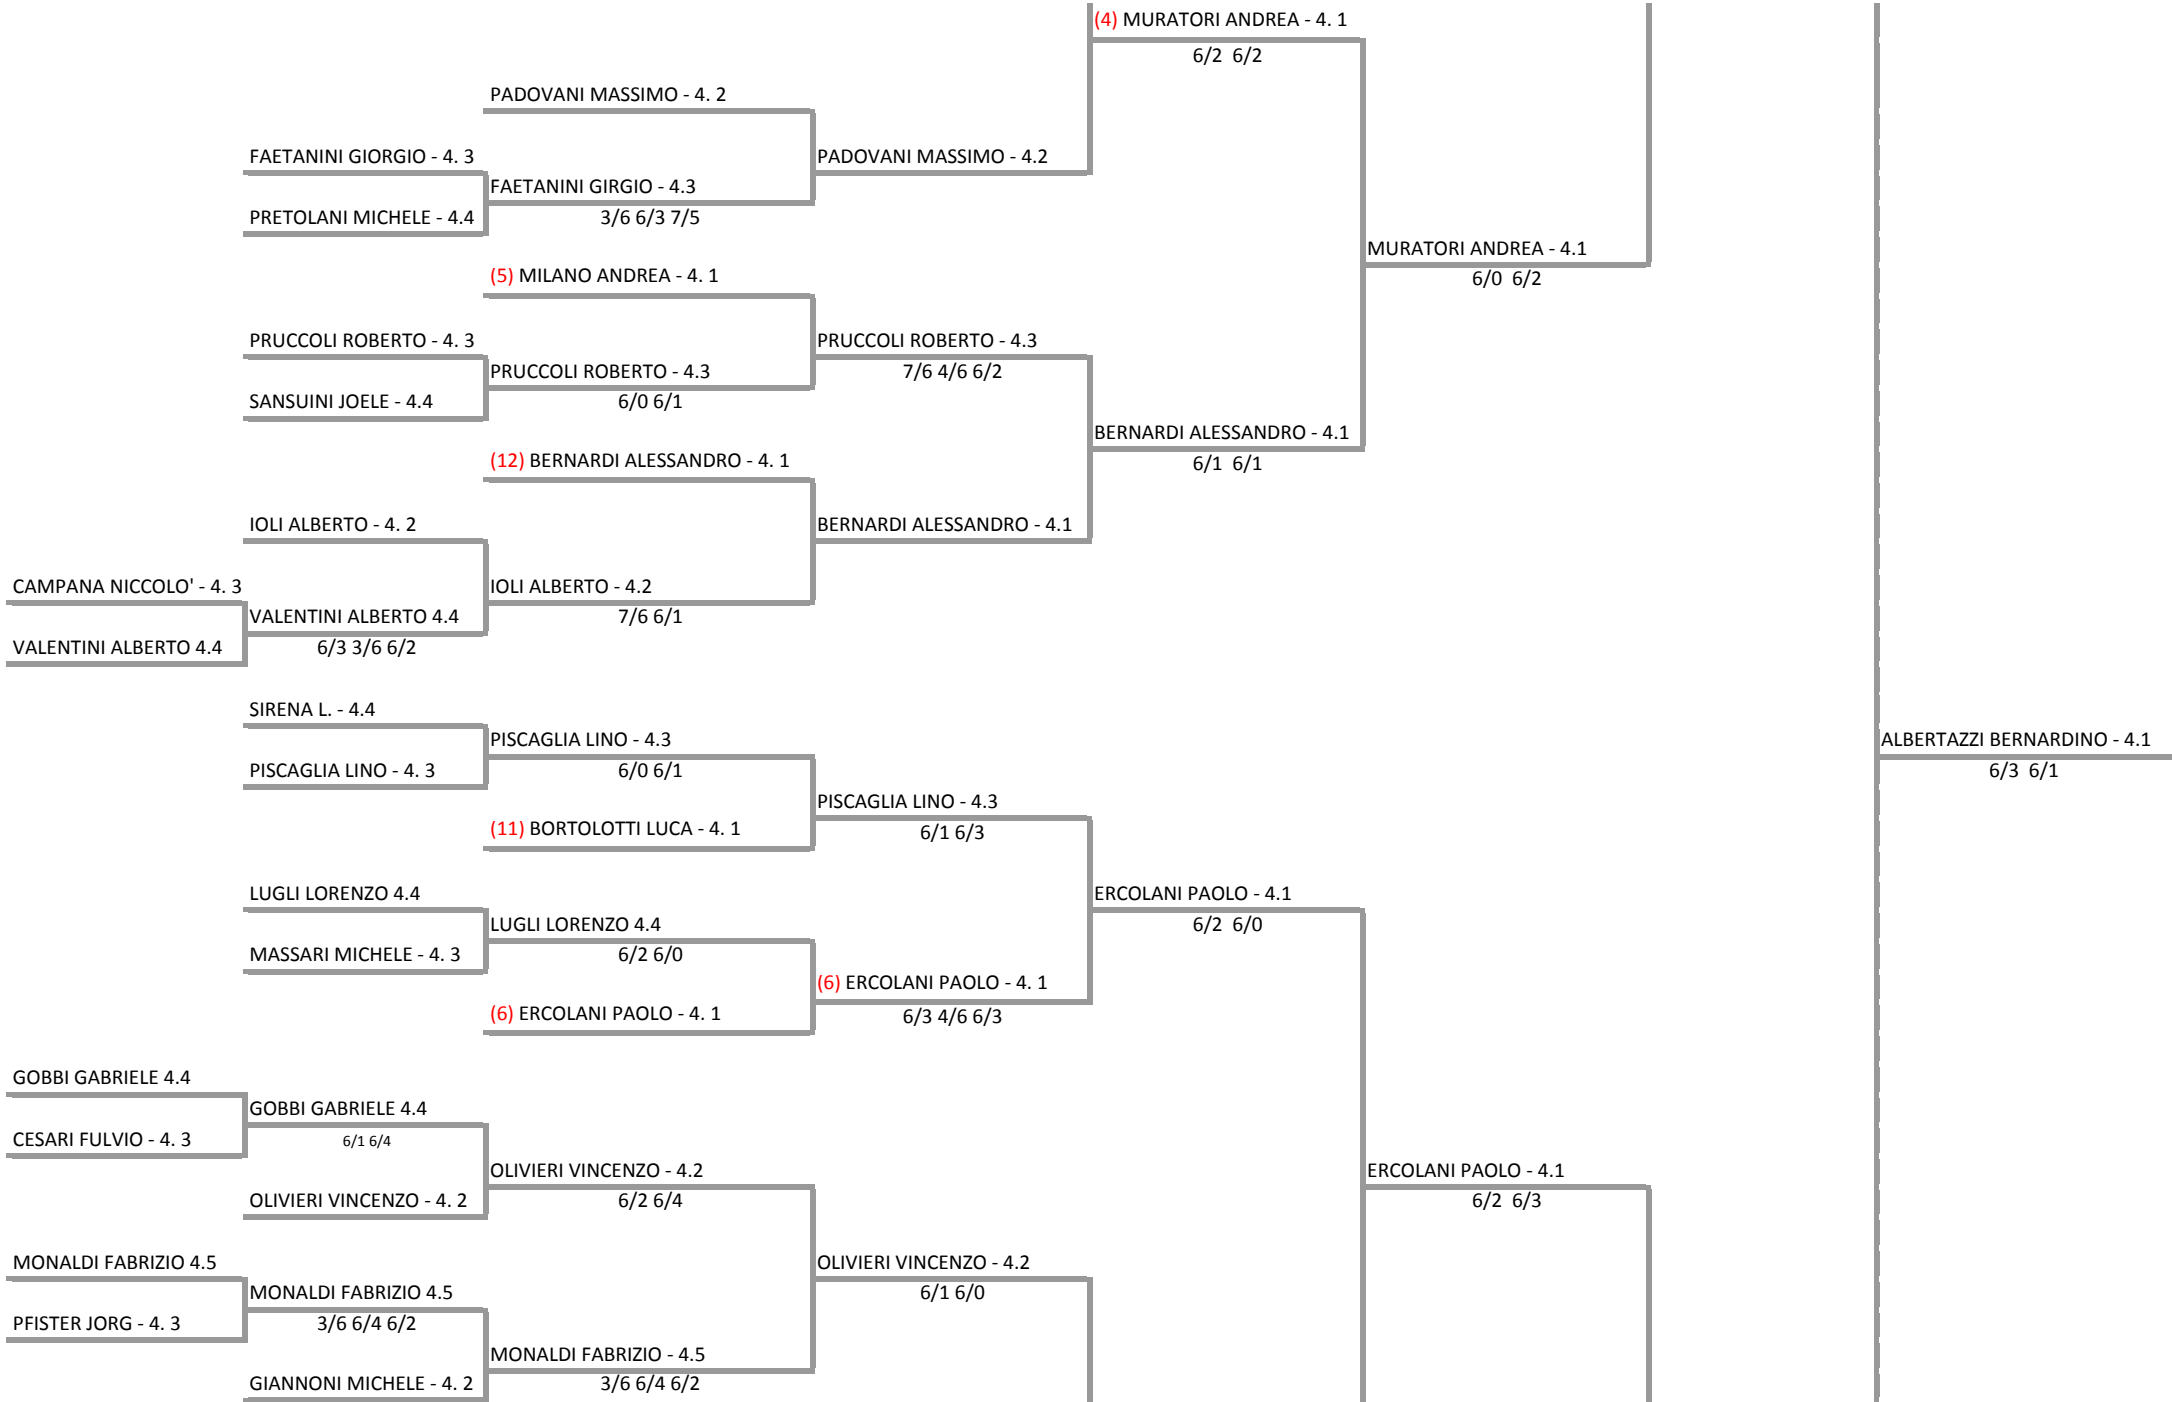 (4) MURATORI ANDREA - 4. 1
6/2 6/2
PADOVANI MASSIMO - 4. 2
FAETANINI GIORGIO - 4. 3
PADOVANI MASSIMO - 4.2
FAETANINI GIRGIO - 4.3
PRETOLANI MICHELE - 4.4
3/6 6/3 7/5
MURATORI ANDREA - 4.1
6/0 6/2
(5) MILANO ANDREA - 4. 1
PRUCCOLI ROBERTO - 4. 3
PRUCCOLI ROBERTO - 4.3
7/6 4/6 6/2
PRUCCOLI ROBERTO - 4.3
6/0 6/1
SANSUINI JOELE - 4.4
BERNARDI ALESSANDRO - 4.1
6/1 6/1
(12) BERNARDI ALESSANDRO - 4. 1
IOLI ALBERTO - 4. 2
BERNARDI ALESSANDRO - 4.1
CAMPANA NICCOLO' - 4. 3
IOLI ALBERTO - 4.2
7/6 6/1
VALENTINI ALBERTO 4.4
6/3 3/6 6/2
VALENTINI ALBERTO 4.4
SIRENA L. - 4.4
PISCAGLIA LINO - 4.3
6/0 6/1
ALBERTAZZI BERNARDINO - 4.1
6/3 6/1
PISCAGLIA LINO - 4. 3
PISCAGLIA LINO - 4.3
6/1 6/3
(11) BORTOLOTTI LUCA - 4. 1
LUGLI LORENZO 4.4
ERCOLANI PAOLO - 4.1
6/2 6/0
LUGLI LORENZO 4.4
6/2 6/0
MASSARI MICHELE - 4. 3
(6) ERCOLANI PAOLO - 4. 1
6/3 4/6 6/3
(6) ERCOLANI PAOLO - 4. 1
GOBBI GABRIELE 4.4
GOBBI GABRIELE 4.4
6/1 6/4
CESARI FULVIO - 4. 3
OLIVIERI VINCENZO - 4.2
6/2 6/4
ERCOLANI PAOLO - 4.1
6/2 6/3
OLIVIERI VINCENZO - 4. 2
MONALDI FABRIZIO 4.5
OLIVIERI VINCENZO - 4.2
6/1 6/0
MONALDI FABRIZIO 4.5
3/6 6/4 6/2
PFISTER JORG - 4. 3
MONALDI FABRIZIO - 4.5
3/6 6/4 6/2
GIANNONI MICHELE - 4. 2